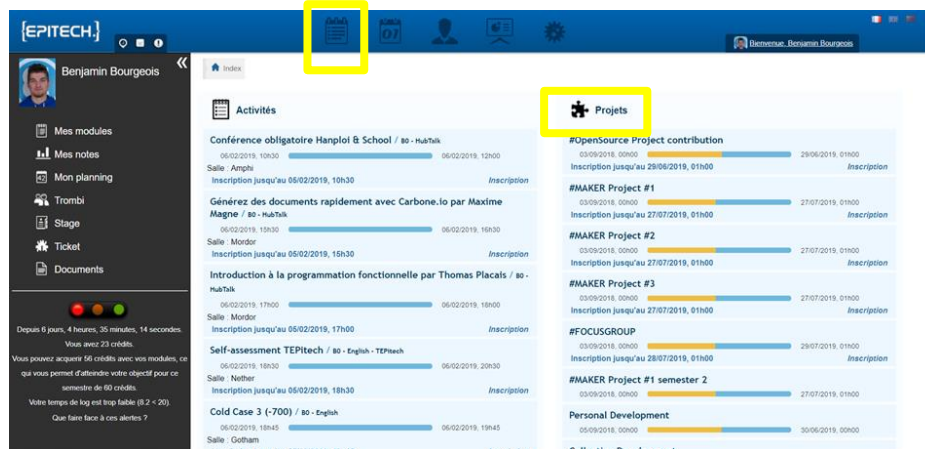 {EPITECH.}
01
Bienvenue, Benjamin Bourgeois
Benjamin Bourgeois
«
Mes modules
Mes notes
42 Mon planning
Trombi
Stage
Ticket
Documents
Depuis 6 jours, 4 heures, 35 minutes, 14 secondes.
Vous avez 23 crédits.
Vous pouvez acquerir 56 crédits avec vos modules, ce
qui vous permet d'atteindre votre objectif pour ce
semestre de 60 crédits.
Votre temps de log est trop faible (8.2 < 20).
Que faire face à ces alertes ?
Index
Activités
Conférence obligatoire Hanploi & School / B0 - HubTalk
06/02/2019, 10h30 06/02/2019, 12h00
Salle : Amphi
Inscription jusqu'au 05/02/2019, 10h30 Inscription
Générez des documents rapidement avec Carbone.io par Maxime
Magne / B0 - HubTalk
06/02/2019, 15h30 06/02/2019, 16h30
Salle : Mordor
Inscription jusqu'au 05/02/2019, 15h30 Inscription
Introduction à la programmation fonctionnelle par Thomas Placais / B0 -
HubTalk
06/02/2019, 17h00 06/02/2019, 18h00
Salle : Mordor
Inscription jusqu'au 05/02/2019, 17h00 Inscription
Self-assessment TEPitech / B0 - English - TEPitech
06/02/2019, 18h30 06/02/2019, 20h30
Salle : Nether
Inscription jusqu'au 05/02/2019, 18h30 Inscription
Cold Case 3 (-700) / B0 - English
06/02/2019, 18h45 06/02/2019, 19h45
Salle : Gotham
Projets
#OpenSource Project contribution
03/09/2018, 00h00 29/06/2019, 01h00
Inscription jusqu'au 29/06/2019, 01h00 Inscription
#MAKER Project #1
03/09/2018, 00h00 27/07/2019, 01h00
Inscription jusqu'au 27/07/2019, 01h00 Inscription
#MAKER Project #2
03/09/2018, 00h00 27/07/2019, 01h00
Inscription jusqu'au 27/07/2019, 01h00 Inscription
#MAKER Project #3
03/09/2018, 00h00 27/07/2019, 01h00
Inscription jusqu'au 27/07/2019, 01h00 Inscription
#FOCUSGROUP
03/09/2018, 00h00 29/07/2019, 01h00
Inscription jusqu'au 28/07/2019, 01h00 Inscription
#MAKER Project #1 semester 2
03/09/2018, 00h00 27/07/2019, 01h00
Personal Development
05/09/2018, 00h00 30/06/2019, 00h00